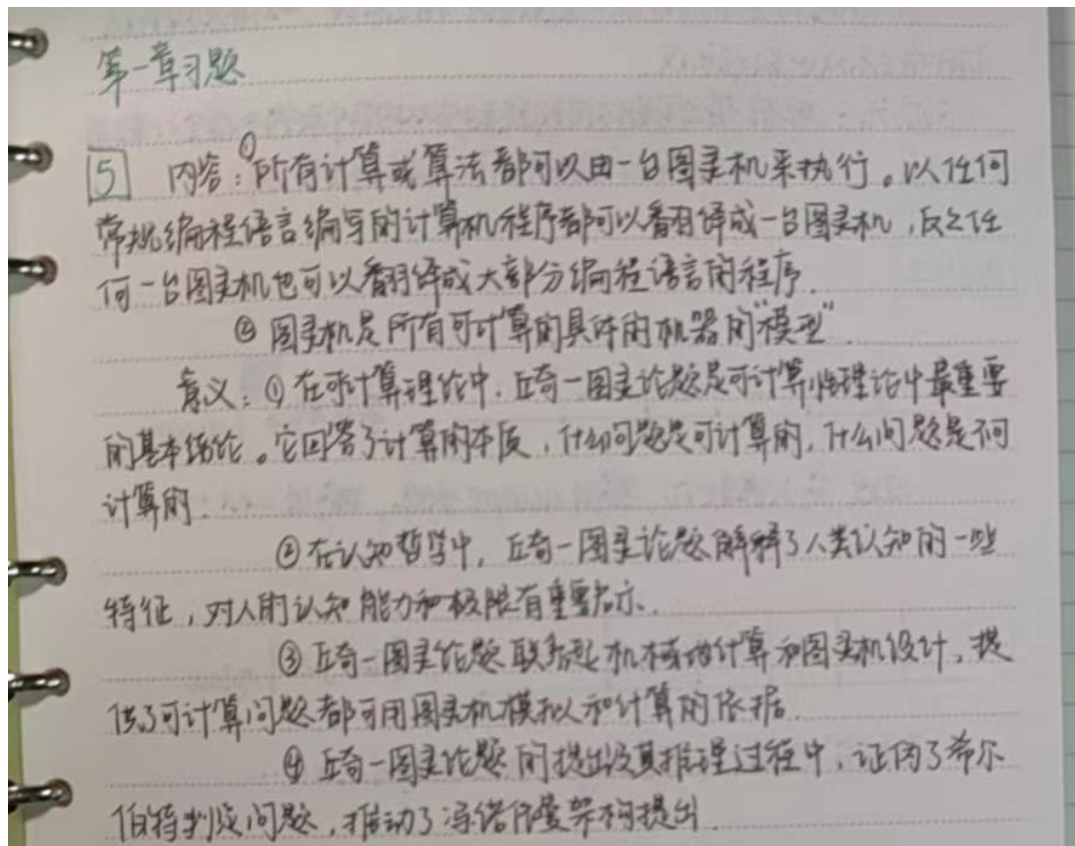 第一章习题
5 内容：①所有计算或算法都可以由一台图灵机来执行。以任何
常规编程语言编写的计算机程序都可以翻译成一台图灵机，反之任
何一台图灵机也可以翻译成大部分编程语言的程序.
② 图灵机是所有可计算的具体的机器的"模型".
意义：① 在可计算理论中.丘奇一图灵论题是可计算性理论中最重要
的基本结论。它回答了计算的本质，什么问题是可计算的，什么问题是不可
计算的.
② 在认知哲学中，丘奇一图灵论题解释了人类认知的一些
特征，对人的认知能力和极限有重要启示.
③ 丘奇一图灵论题联系起机械的计算和图灵机设计，提
供了可计算问题都可用图灵机模拟和计算的依据.
④ 丘奇一图灵论题的提出及其推理过程中，证伪了希尔
伯特判定问题，推动了冯诺依曼架构提出.